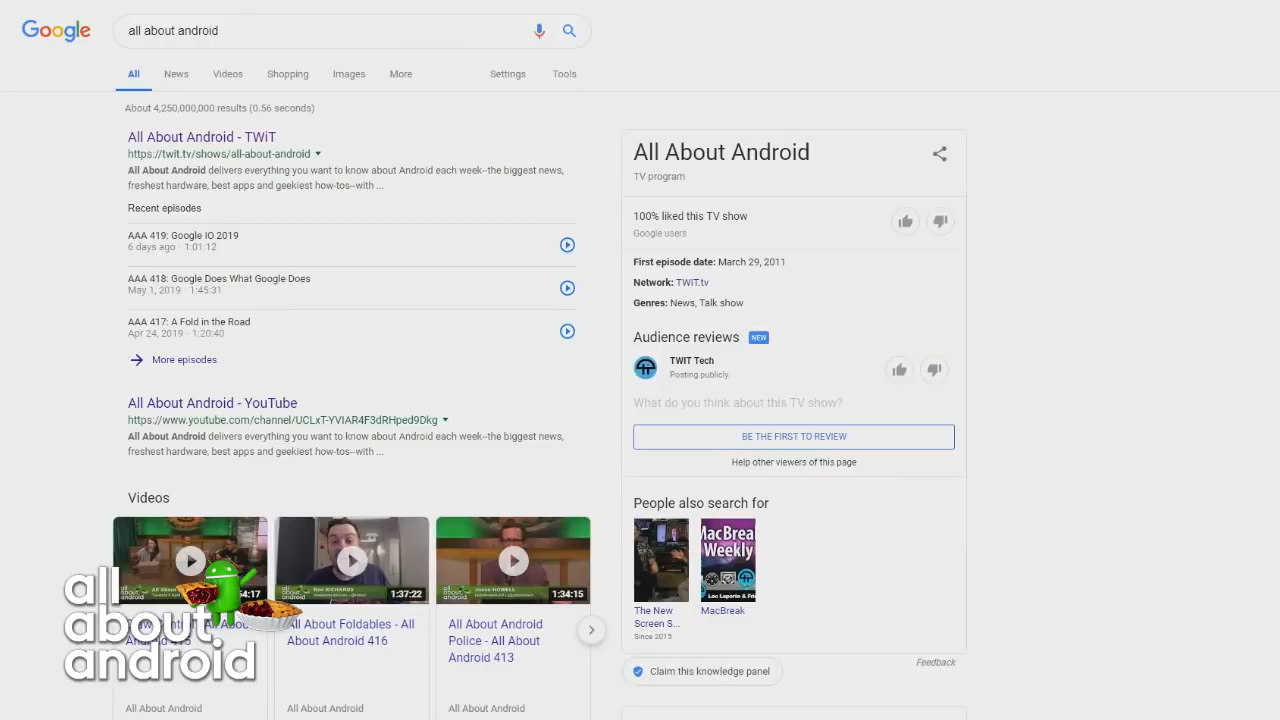 Google
all about android
All
News
Videos
Shopping
Images
More
Settings
Tools
About 4,250,000,000 results (0.56 seconds)
All About Android - TWiT
https://twit.tv/shows/all-about-android
All About Android delivers everything you want to know about Android each week--the biggest news,
freshest hardware, best apps and geekiest how-tos--with ...
Recent episodes
AAA 419: Google IO 2019
6 days ago · 1:01:12
AAA 418: Google Does What Google Does
May 1, 2019 · 1:45:31
AAA 417: A Fold in the Road
Apr 24, 2019 · 1:20:40
More episodes
All About Android - YouTube
https://www.youtube.com/channel/UCLxT-YVIAR4F3dRHped9Dkg
All About Android delivers everything you want to know about Android each week--the biggest news,
freshest hardware, best apps and geekiest how-tos--with ...
Videos
1:37:22
1:34:15
All About Foldables - All
About Android 416
All About Android
Police - All About
Android 413
All About Android
All About Android
All About Android
all
about
android
All About Android
TV program
100% liked this TV show
Google users
First episode date: March 29, 2011
Network: TWIT.tv
Genres: News, Talk show
Audience reviews NEW
TWIT Tech
Posting publicly.
What do you think about this TV show?
BE THE FIRST TO REVIEW
Help other viewers of this page
People also search for
MacBreak
Weekly
The New
Screen S...
Since 2015
MacBreak
Claim this knowledge panel
Feedback